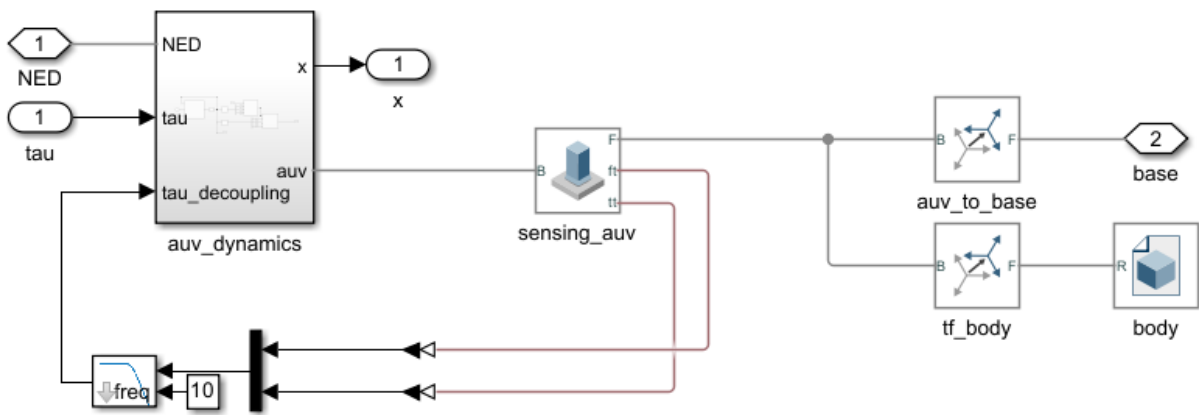 1
NED
1
tau
NED
tau
tau_decoupling
x
auv
auv_dynamics
1
x
B
F
ft
tt
sensing_auv
B
F
auv_to_base
2
base
B
F
tf_body
R
body
freq
10